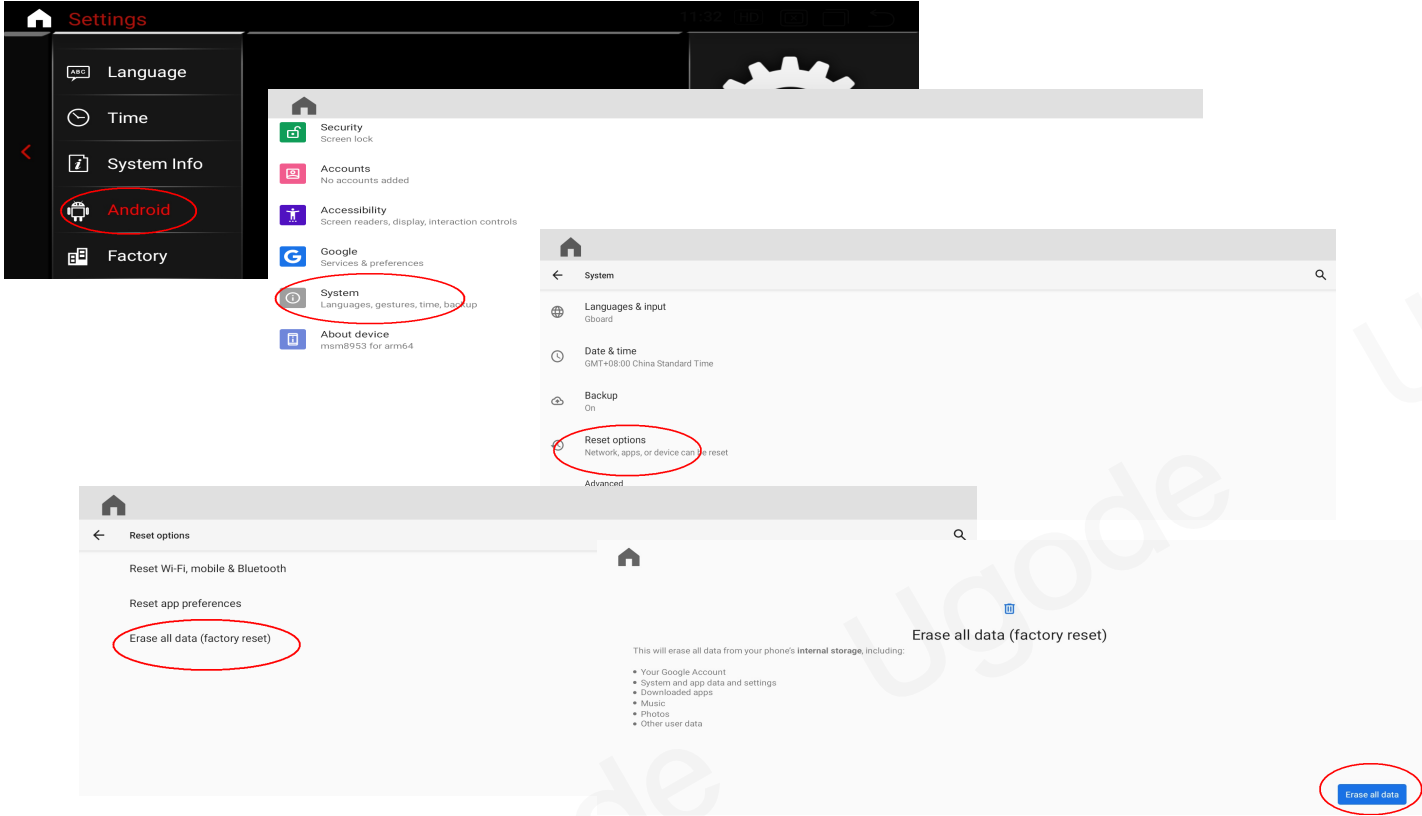 Settings
11:32 HD
ABC Language
Time
System Info
Android
Factory
Security
Screen lock
Accounts
No accounts added
Accessibility
Screen readers, display, interaction controls
G Google
Services & preferences
System
Languages, gestures, time, backup
About device
msm8953 for arm64
System
Languages & input
Gboard
Date & time
GMT+08:00 China Standard Time
Backup
On
Reset options
Network, apps, or device can be reset
Advanced
Reset options
Reset Wi-Fi, mobile & Bluetooth
Reset app preferences
Erase all data (factory reset)
Erase all data (factory reset)
This will erase all data from your phone's internal storage, including:
• Your Google Account
• System and app data and settings
• Downloaded apps
• Music
• Photos
• Other user data
Erase all data
Ugode
de
U